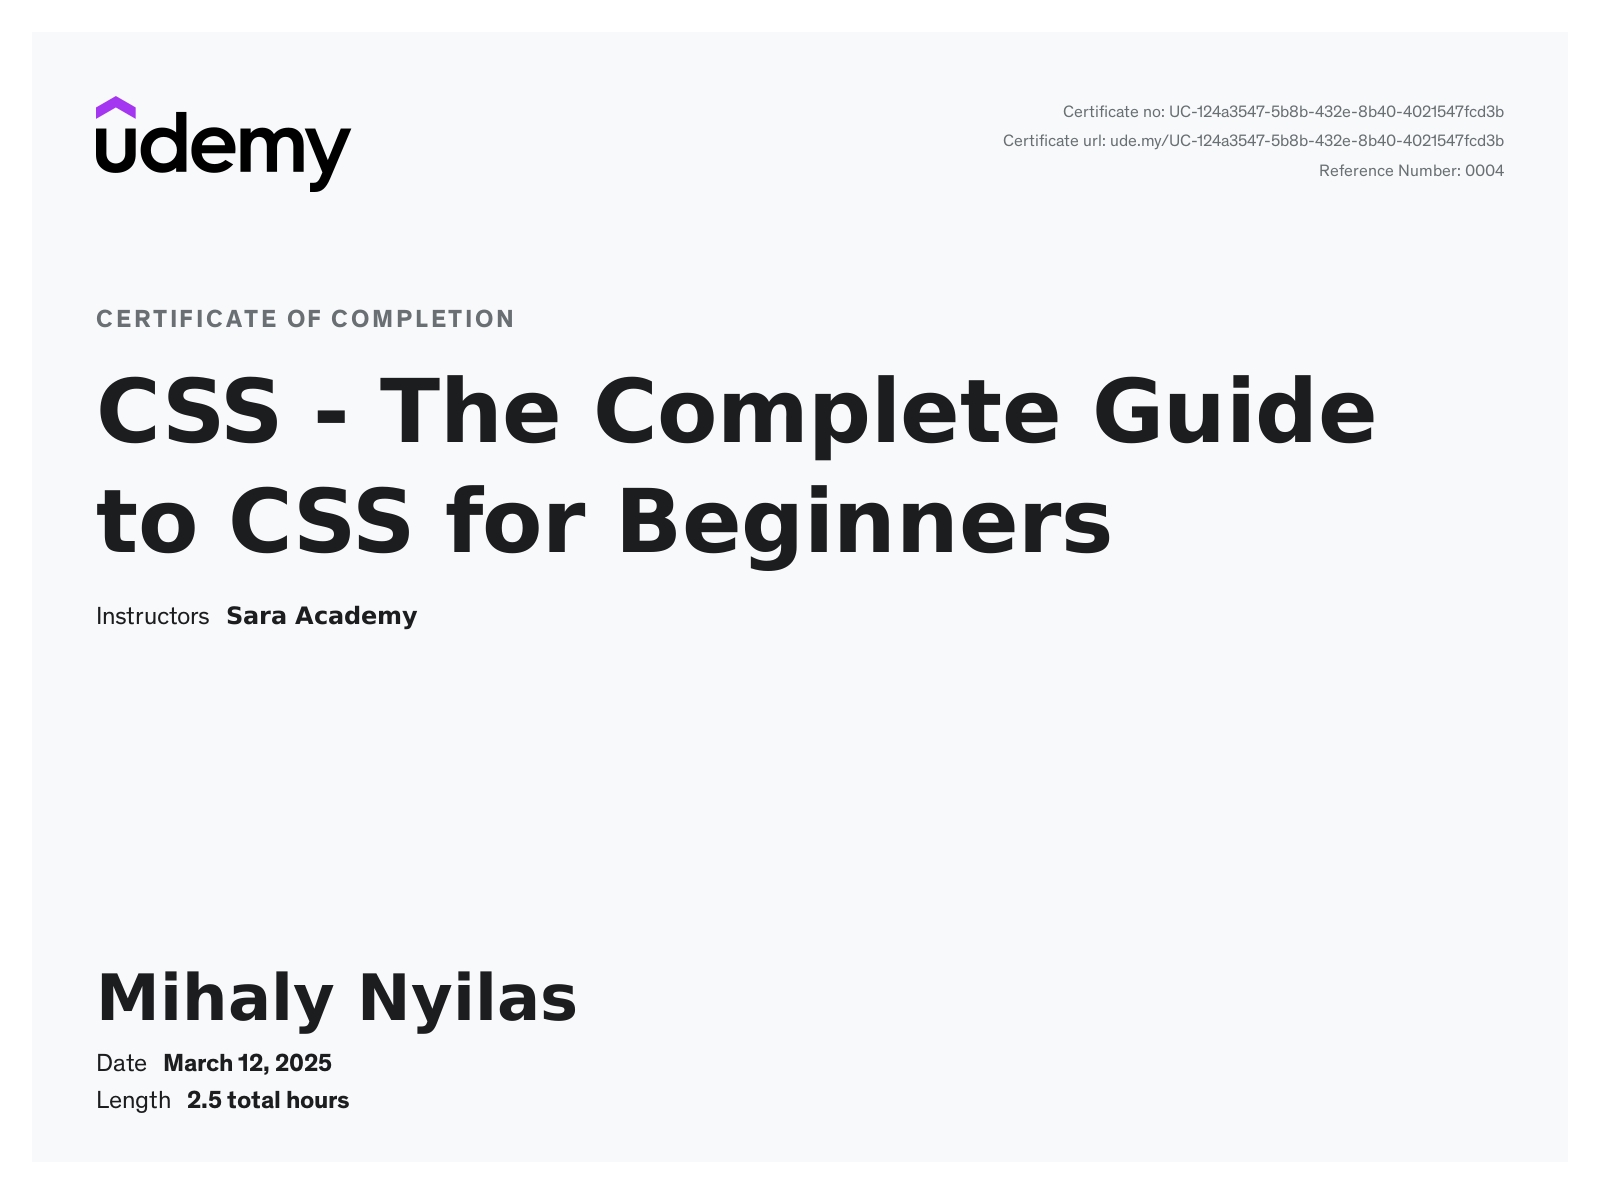 udemy
Certificate no: UC-124a3547-5b8b-432e-8b40-4021547fcd3b
Certificate url: ude.my/UC-124a3547-5b8b-432e-8b40-4021547fcd3b
Reference Number: 0004
CERTIFICATE OF COMPLETION
CSS - The Complete Guide
to CSS for Beginners
Instructors Sara Academy
Mihaly Nyilas
Date March 12, 2025
Length 2.5 total hours